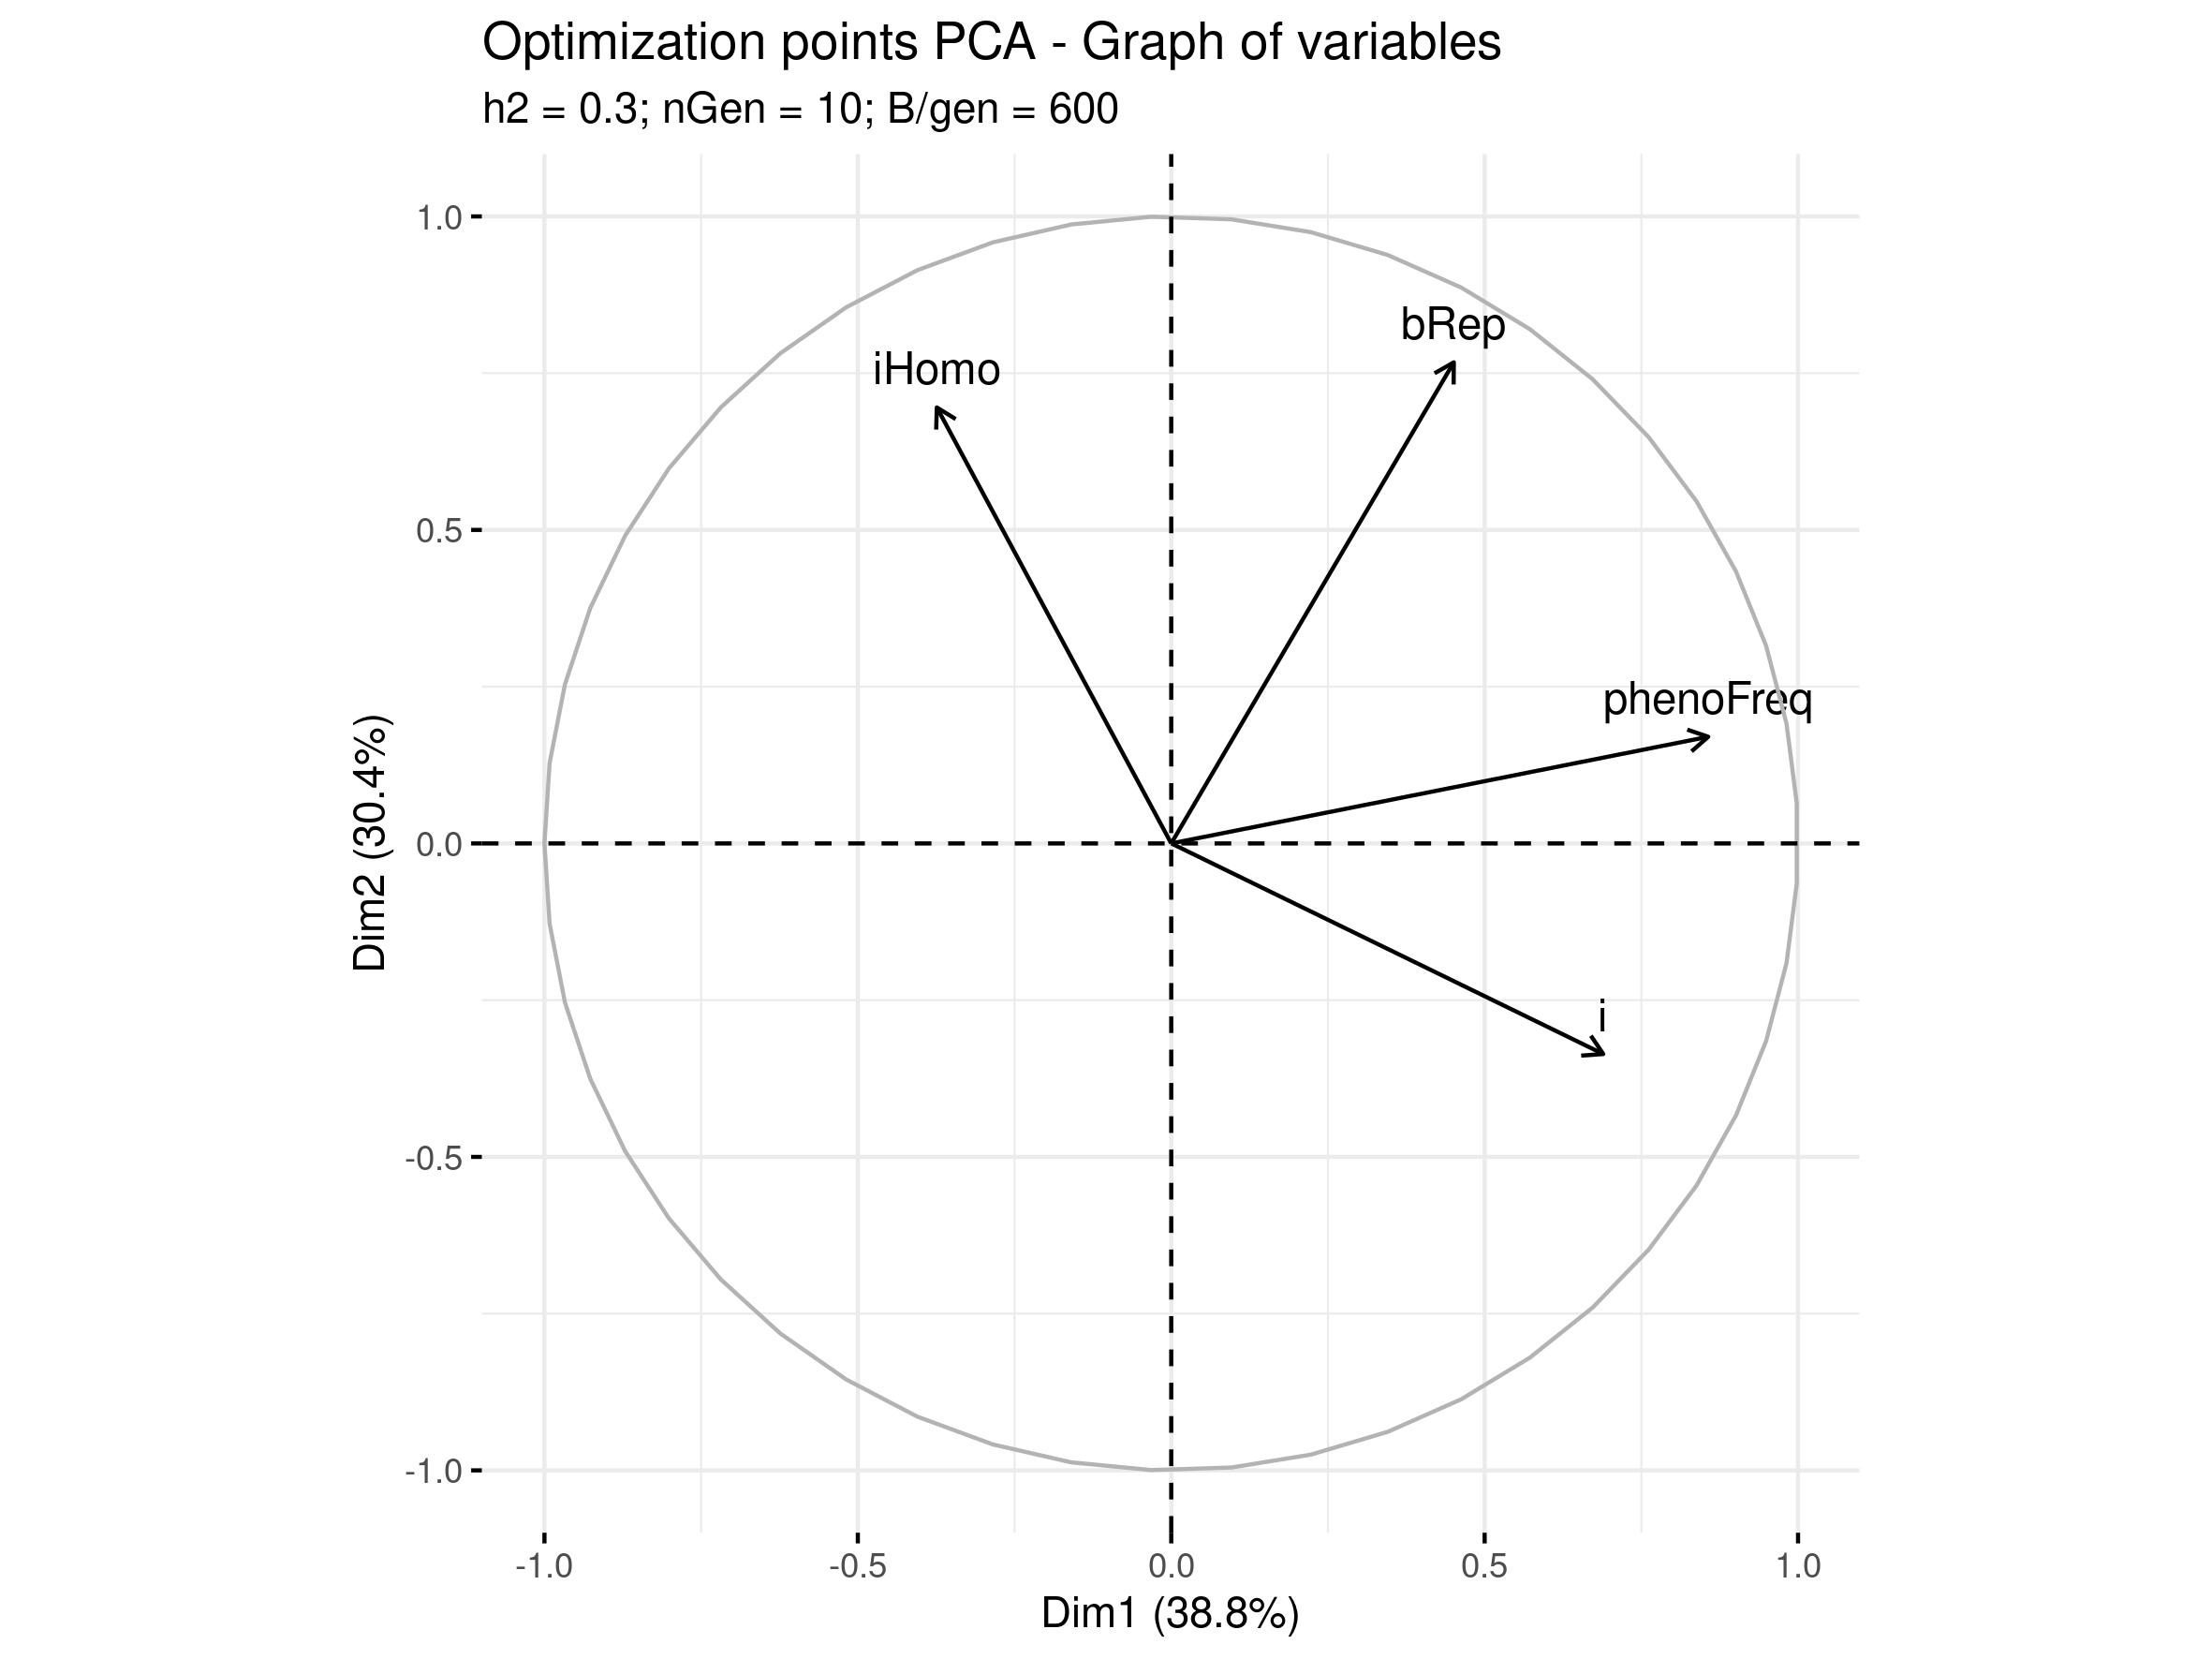 Optimization points PCA - Graph of variables
h2 = 0.3; nGen = 10; B/gen = 600
1.0
bRep
iHomo
0.5
phenoFreq
Dim2 (30.4%)
0.0
i
-0.5
-1.0
-1.0 -0.5 0.0 0.5 1.0
Dim1 (38.8%)